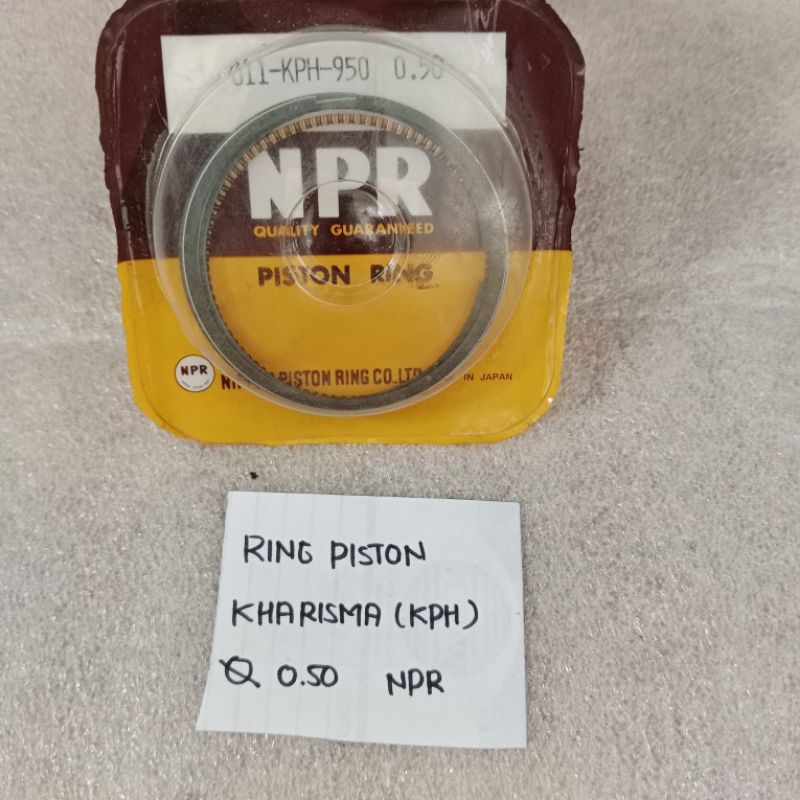 011-KPH-950 0.50
NPR
QUALITY GUARANTEED
PISTON RING
NPR
PISTON RING CO., LTD. IN JAPAN
RING PISTON
KHARISMA (KPH)
0.50 NPR